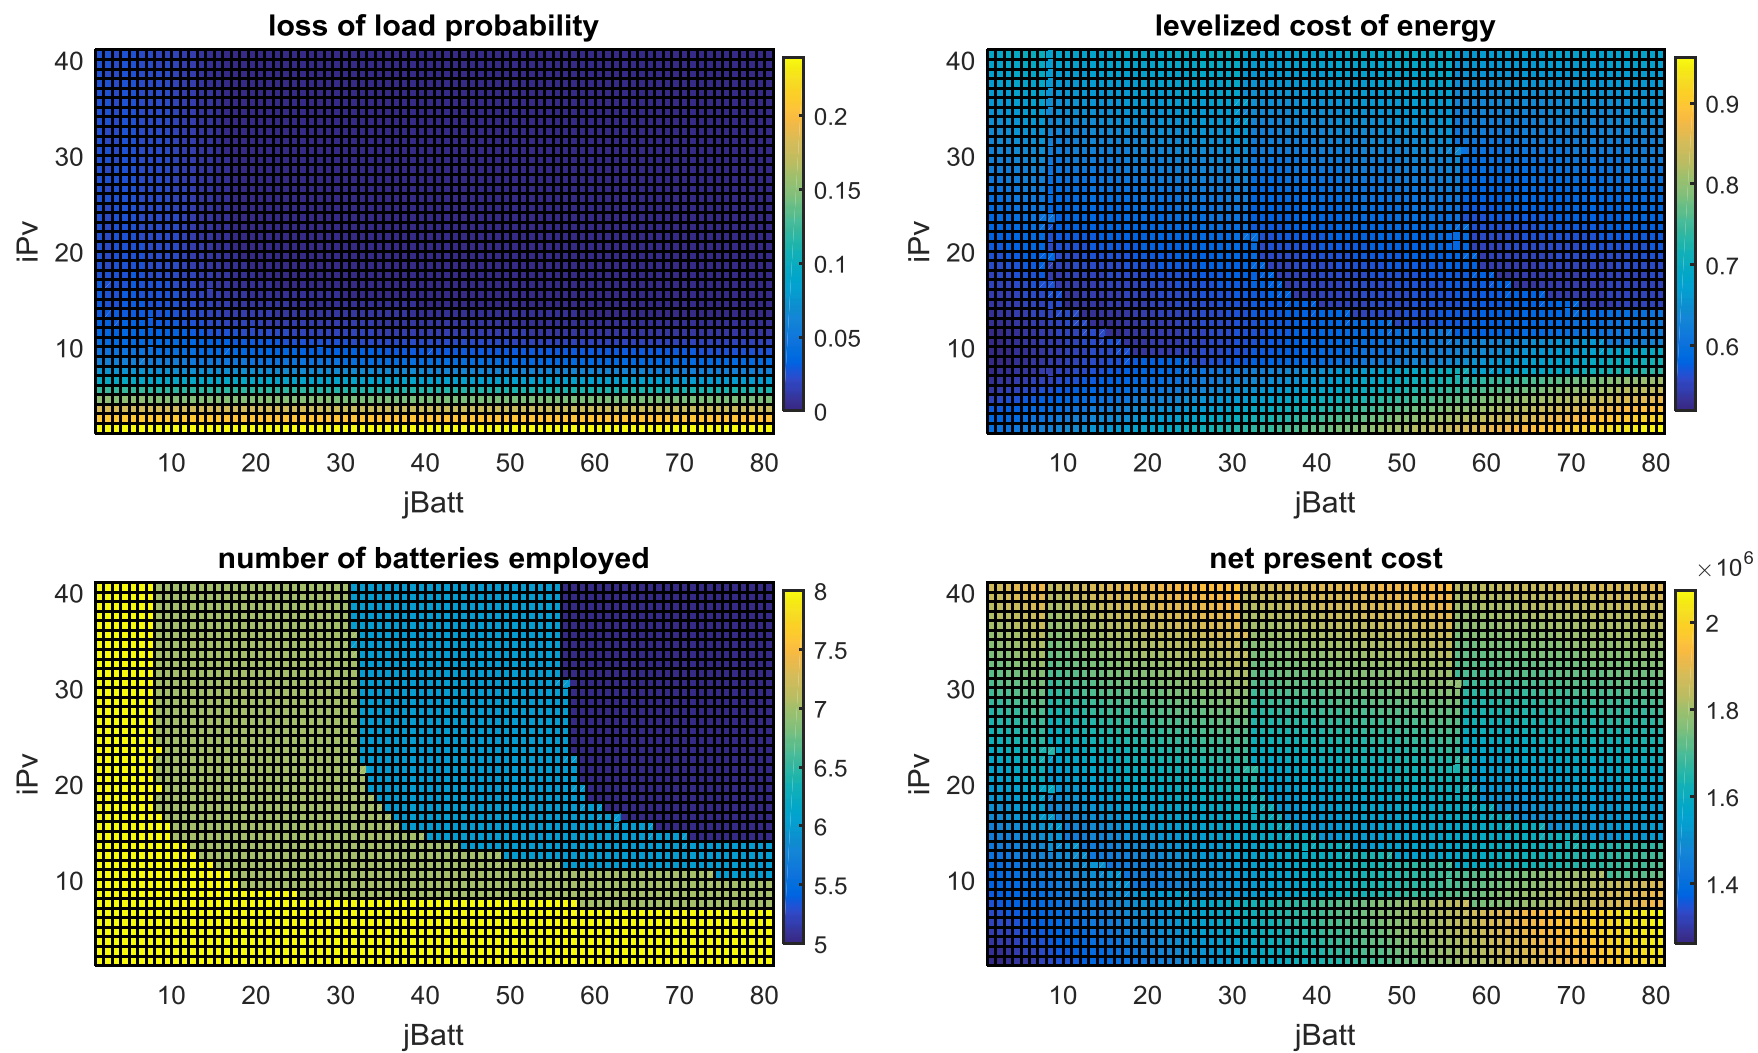 loss of load probability
40
30
20
10
iPv
10 20 30 40 50 60 70 80
jBatt
0.2
0.15
0.1
0.05
0
levelized cost of energy
40
30
20
10
iPv
10 20 30 40 50 60 70 80
jBatt
0.9
0.8
0.7
0.6
number of batteries employed
40
30
20
10
iPv
10 20 30 40 50 60 70 80
jBatt
8
7.5
7
6.5
6
5.5
5
net present cost
×10⁶
40
30
20
10
iPv
10 20 30 40 50 60 70 80
jBatt
2
1.8
1.6
1.4